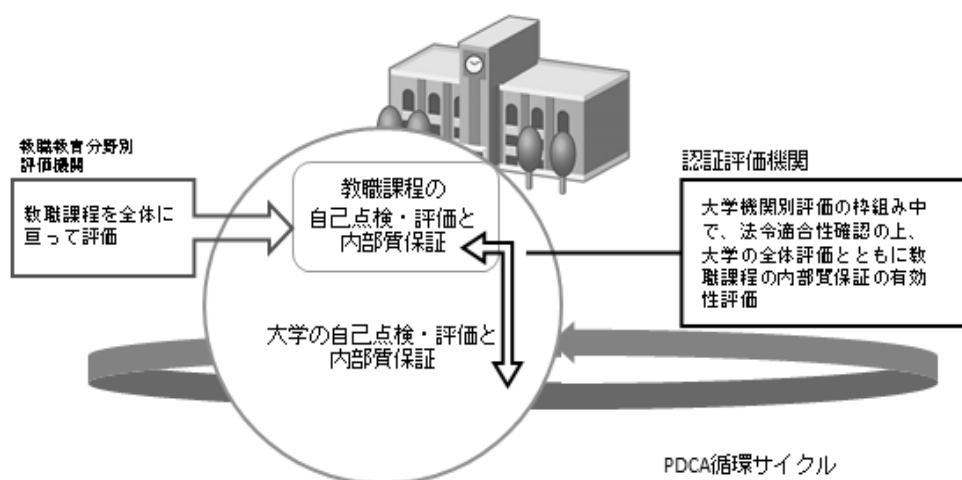 教職教育分野別
評価機関
教職課程を全体に
亘って評価
教職課程の
自己点検・評価と
内部質保証
大学の自己点検・評価と
内部質保証
認証評価機関
大学機関別評価の枠組み中
で、法令適合性確認の上、
大学の全体評価とともに教
職課程の内部質保証の有効
性評価
PDCA循環サイクル